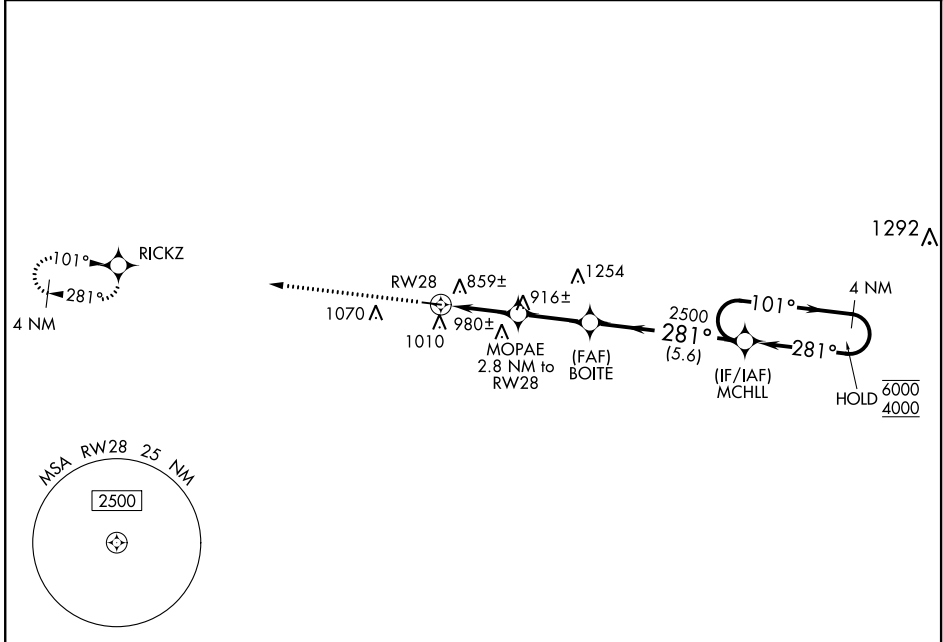 1292
RICKZ
101°
281°
4 NM
RW28
859±
1254
916±
1070
1010
980±
MOPAE
2.8 NM to
RW28
(FAF)
BOITE
2500
281°
(5.6)
101°
4 NM
281°
(IF/IAF)
MCHLL
HOLD
6000
4000
MSA RW28 25 NM
2500